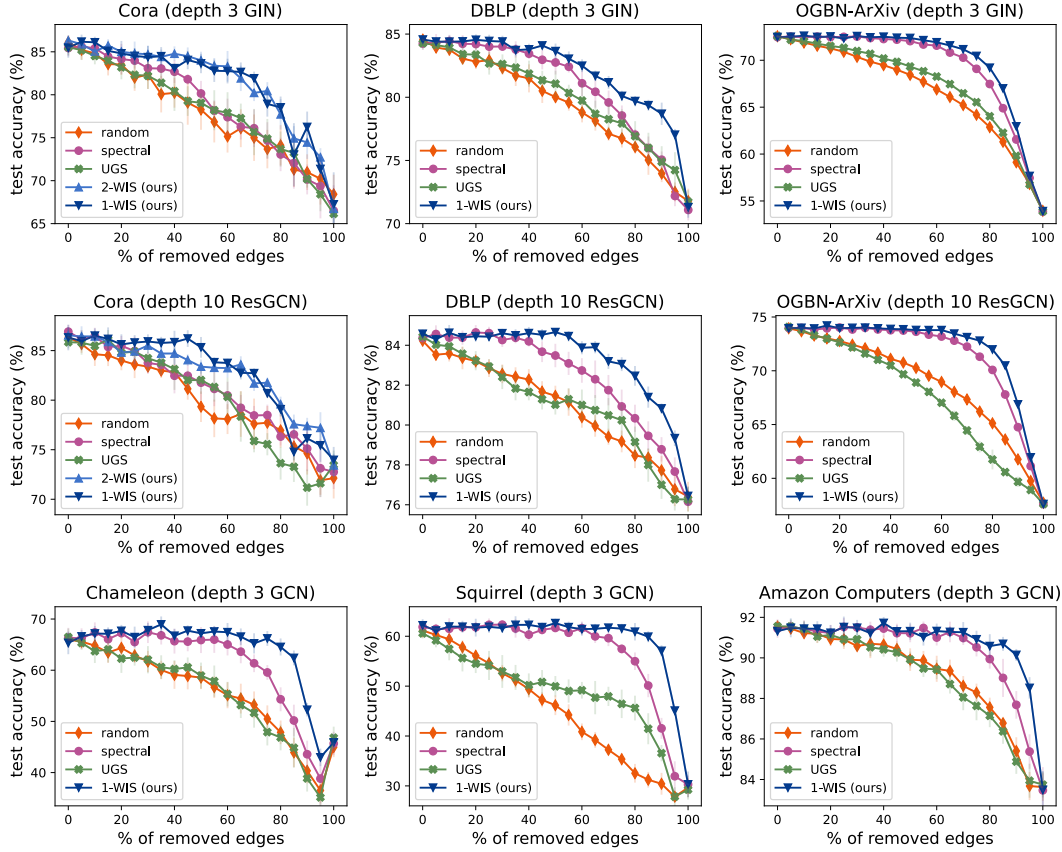 Cora (depth 3 GIN)
test accuracy (%)
85
80
75
70
65
random
spectral
UGS
2-WIS (ours)
1-WIS (ours)
0 20 40 60 80 100
% of removed edges
DBLP (depth 3 GIN)
test accuracy (%)
85
80
75
70
random
spectral
UGS
1-WIS (ours)
0 20 40 60 80 100
% of removed edges
OGBN-ArXiv (depth 3 GIN)
test accuracy (%)
70
65
60
55
random
spectral
UGS
1-WIS (ours)
0 20 40 60 80 100
% of removed edges
Cora (depth 10 ResGCN)
test accuracy (%)
85
80
75
70
random
spectral
UGS
2-WIS (ours)
1-WIS (ours)
0 20 40 60 80 100
% of removed edges
DBLP (depth 10 ResGCN)
test accuracy (%)
84
82
80
78
76
random
spectral
UGS
1-WIS (ours)
0 20 40 60 80 100
% of removed edges
OGBN-ArXiv (depth 10 ResGCN)
test accuracy (%)
75
70
65
60
random
spectral
UGS
1-WIS (ours)
0 20 40 60 80 100
% of removed edges
Chameleon (depth 3 GCN)
test accuracy (%)
70
60
50
40
random
spectral
UGS
1-WIS (ours)
0 20 40 60 80 100
% of removed edges
Squirrel (depth 3 GCN)
test accuracy (%)
60
50
40
30
random
spectral
UGS
1-WIS (ours)
0 20 40 60 80 100
% of removed edges
Amazon Computers (depth 3 GCN)
test accuracy (%)
92
90
88
86
84
random
spectral
UGS
1-WIS (ours)
0 20 40 60 80 100
% of removed edges